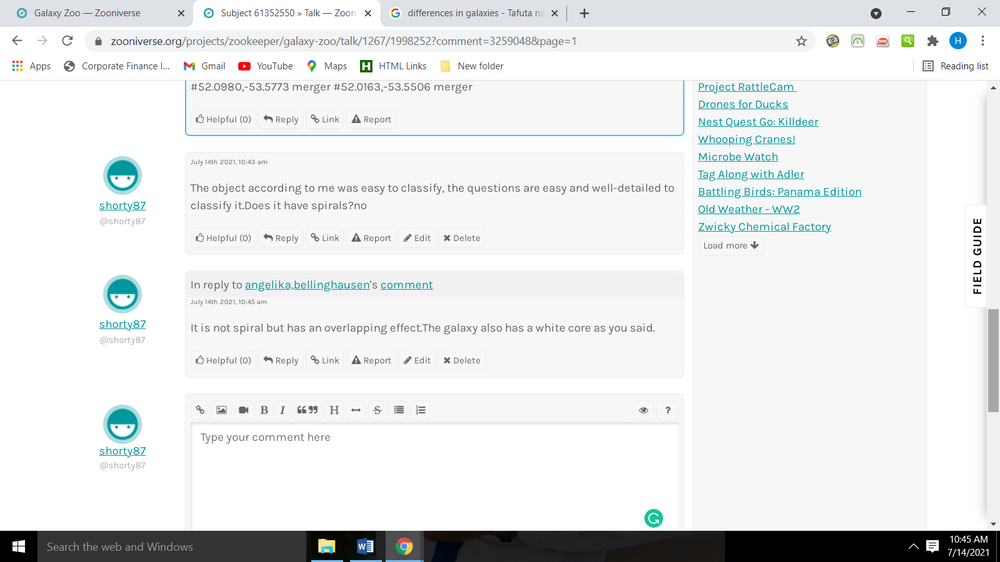 Galaxy Zoo — Zooniverse
Subject 61352550 » Talk — Zoon
differences in galaxies - Tafuta na
zooniverse.org/projects/zookeeper/galaxy-zoo/talk/1267/1998252?comment=3259048&page=1
SMS
H
Apps
Corporate Finance I...
Gmail
YouTube
Maps
H HTML Links
New folder
Reading list
#52.0980,-53.5773 merger #52.0163,-53.5506 merger
Helpful (0) Reply Link Report
shorty87
@shorty87
July 14th 2021, 10:43 am
The object according to me was easy to classify, the questions are easy and well-detailed to
classify it.Does it have spirals?no
Helpful (0) Reply Link Report Edit Delete
shorty87
@shorty87
In reply to angelika,bellinghausen's comment
July 14th 2021, 10:45 am
It is not spiral but has an overlapping effect.The galaxy also has a white core as you said.
Helpful (0) Reply Link Report Edit Delete
shorty87
@shorty87
B I H S ?
Type your comment here
Project RattleCam
Drones for Ducks
Nest Quest Go: Killdeer
Whooping Cranes!
Microbe Watch
Tag Along with Adler
Battling Birds: Panama Edition
Old Weather - WW2
Zwicky Chemical Factory
Load more
FIELD GUIDE
Search the web and Windows
10:45 AM
7/14/2021